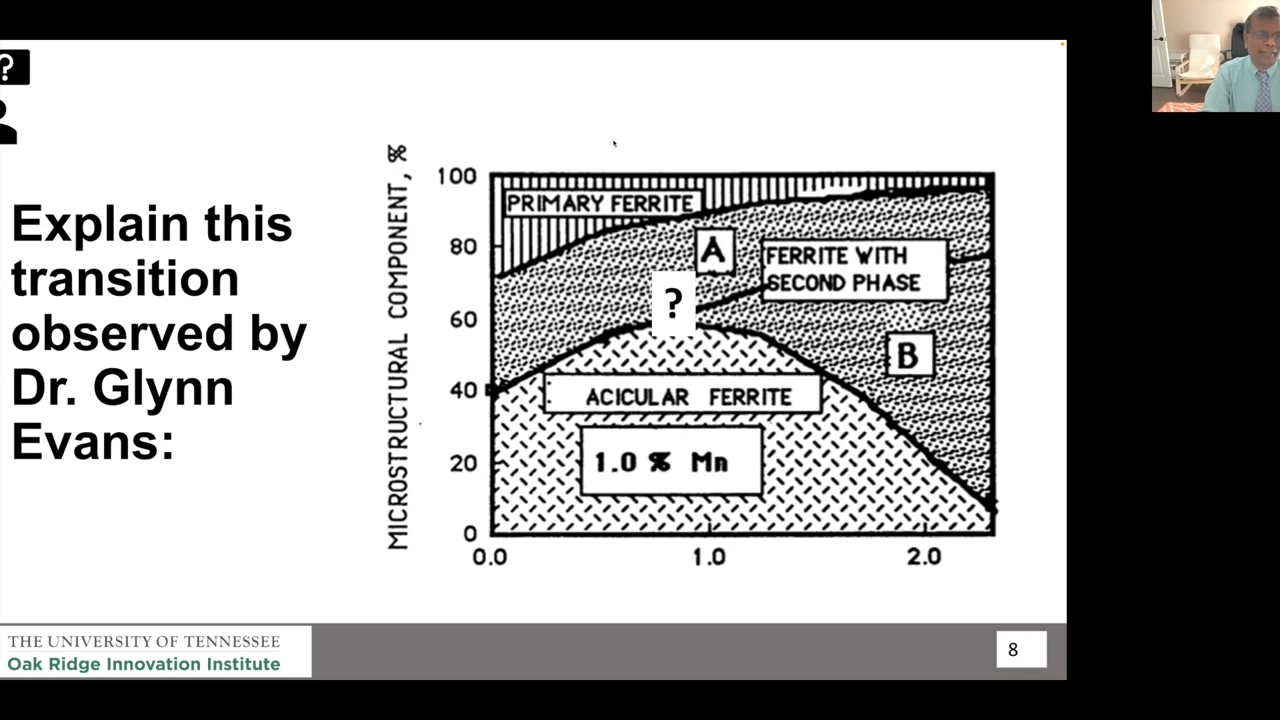 ?
Explain this
transition
observed by
Dr. Glynn
Evans:
MICROSTRUCTURAL COMPONENT, %
100
80
60
40
20
0
PRIMARY FERRITE
A
FERRITE WITH
SECOND PHASE
?
B
ACICULAR FERRITE
1.0 % Mn
0.0
1.0
2.0
THE UNIVERSITY OF TENNESSEE
Oak Ridge Innovation Institute
8